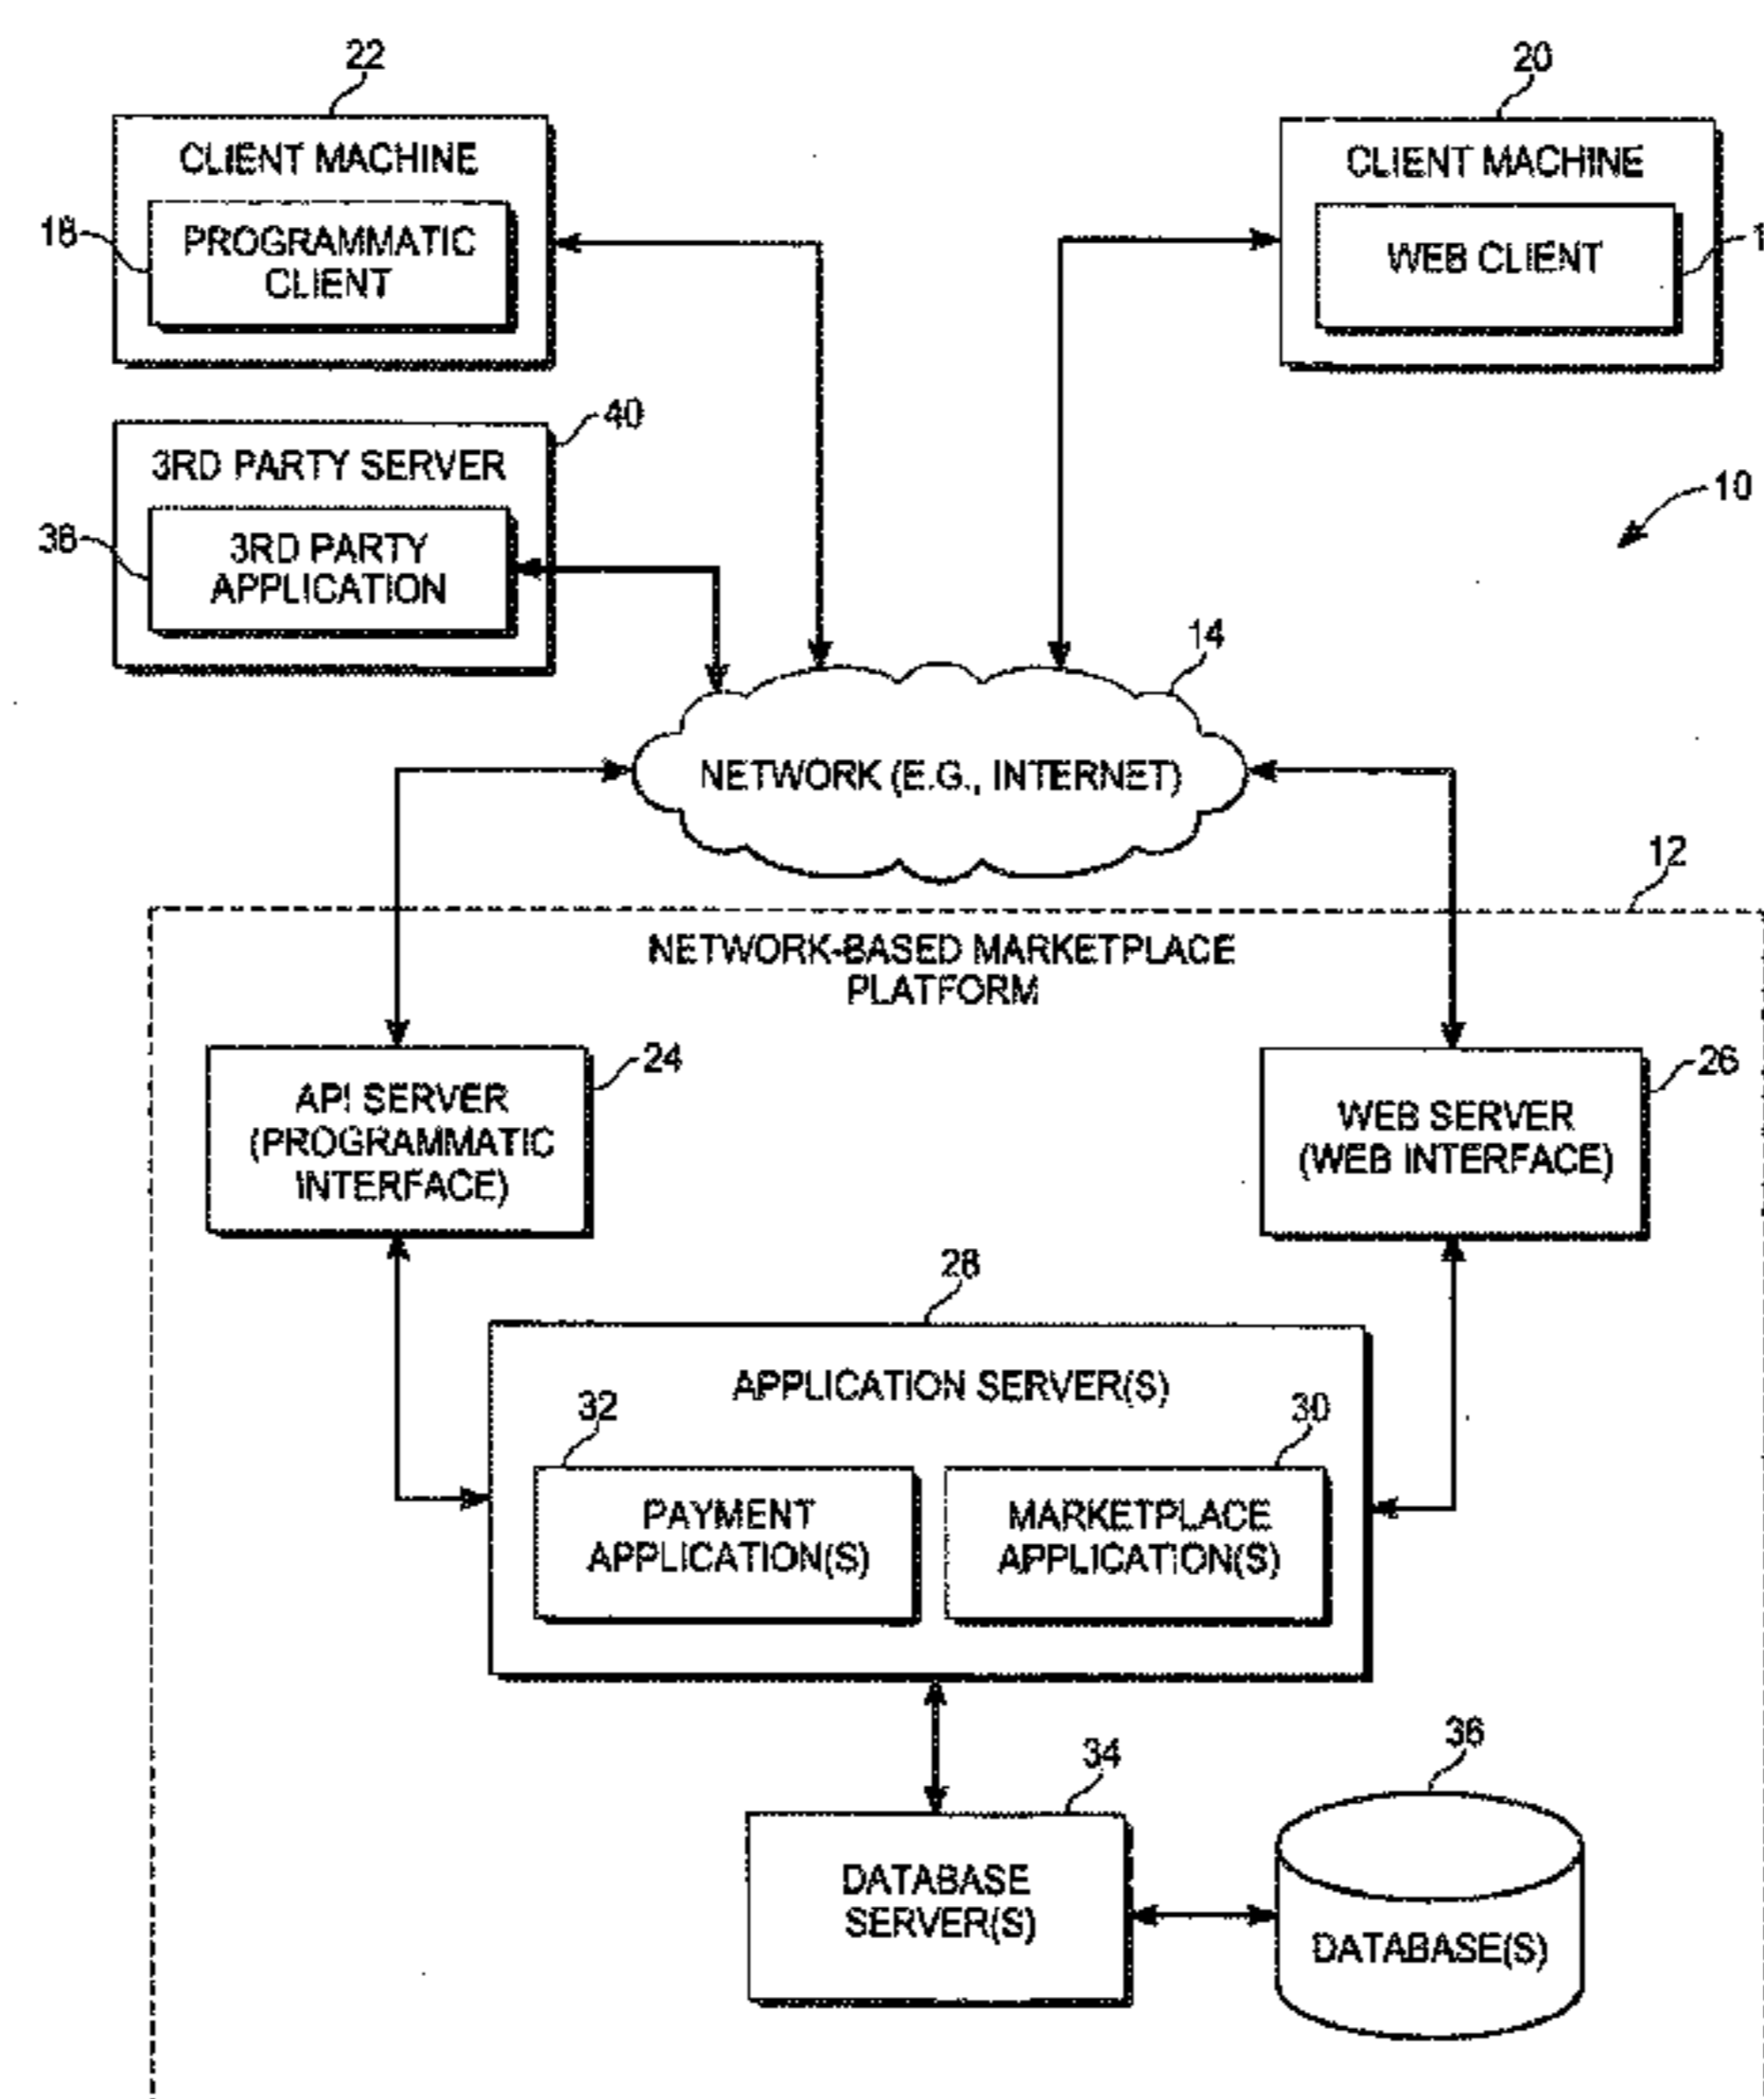 22
20
CLIENT MACHINE
CLIENT MACHINE
18
PROGRAMMATIC
CLIENT
WEB CLIENT
1
40
3RD PARTY SERVER
10
38
3RD PARTY
APPLICATION
14
NETWORK (E.G., INTERNET)
12
NETWORK-BASED MARKETPLACE
PLATFORM
24
26
API SERVER
(PROGRAMMATIC
INTERFACE)
WEB SERVER
(WEB INTERFACE)
28
APPLICATION SERVER(S)
32
30
PAYMENT
APPLICATION(S)
MARKETPLACE
APPLICATION(S)
34
36
DATABASE
SERVER(S)
DATABASE(S)